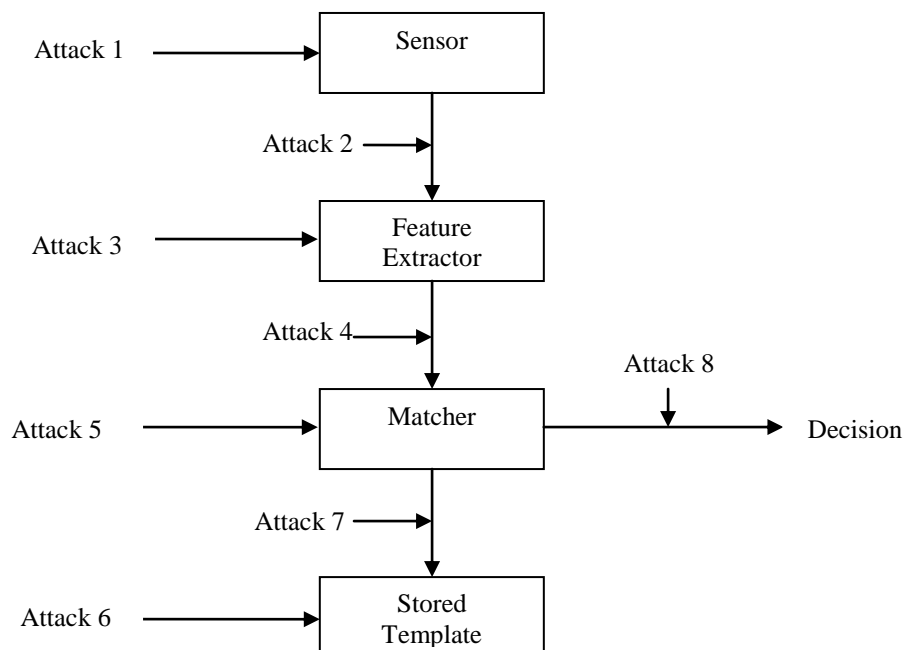 Attack 1
Sensor
Attack 2
Attack 3
Feature
Extractor
Attack 4
Attack 8
Attack 5
Matcher
Decision
Attack 7
Attack 6
Stored
Template